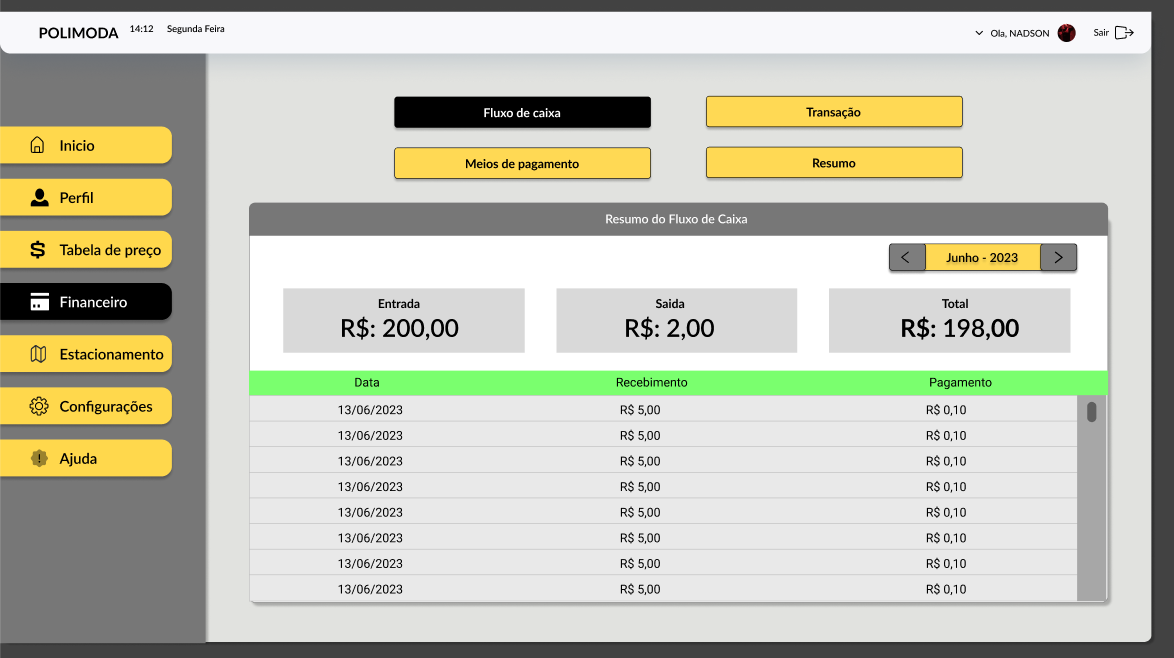 POLIMODA 14:12 Segunda Feira Ola, NADSON Sair
Fluxo de caixa Transação
Meios de pagamento Resumo
Inicio
Perfil
Tabela de preço
Financeiro
Estacionamento
Configurações
Ajuda
Resumo do Fluxo de Caixa
Junho - 2023
Entrada Saida Total
R$: 200,00 R$: 2,00 R$: 198,00
Data Recebimento Pagamento
13/06/2023 R$ 5,00 R$ 0,10
13/06/2023 R$ 5,00 R$ 0,10
13/06/2023 R$ 5,00 R$ 0,10
13/06/2023 R$ 5,00 R$ 0,10
13/06/2023 R$ 5,00 R$ 0,10
13/06/2023 R$ 5,00 R$ 0,10
13/06/2023 R$ 5,00 R$ 0,10
13/06/2023 R$ 5,00 R$ 0,10